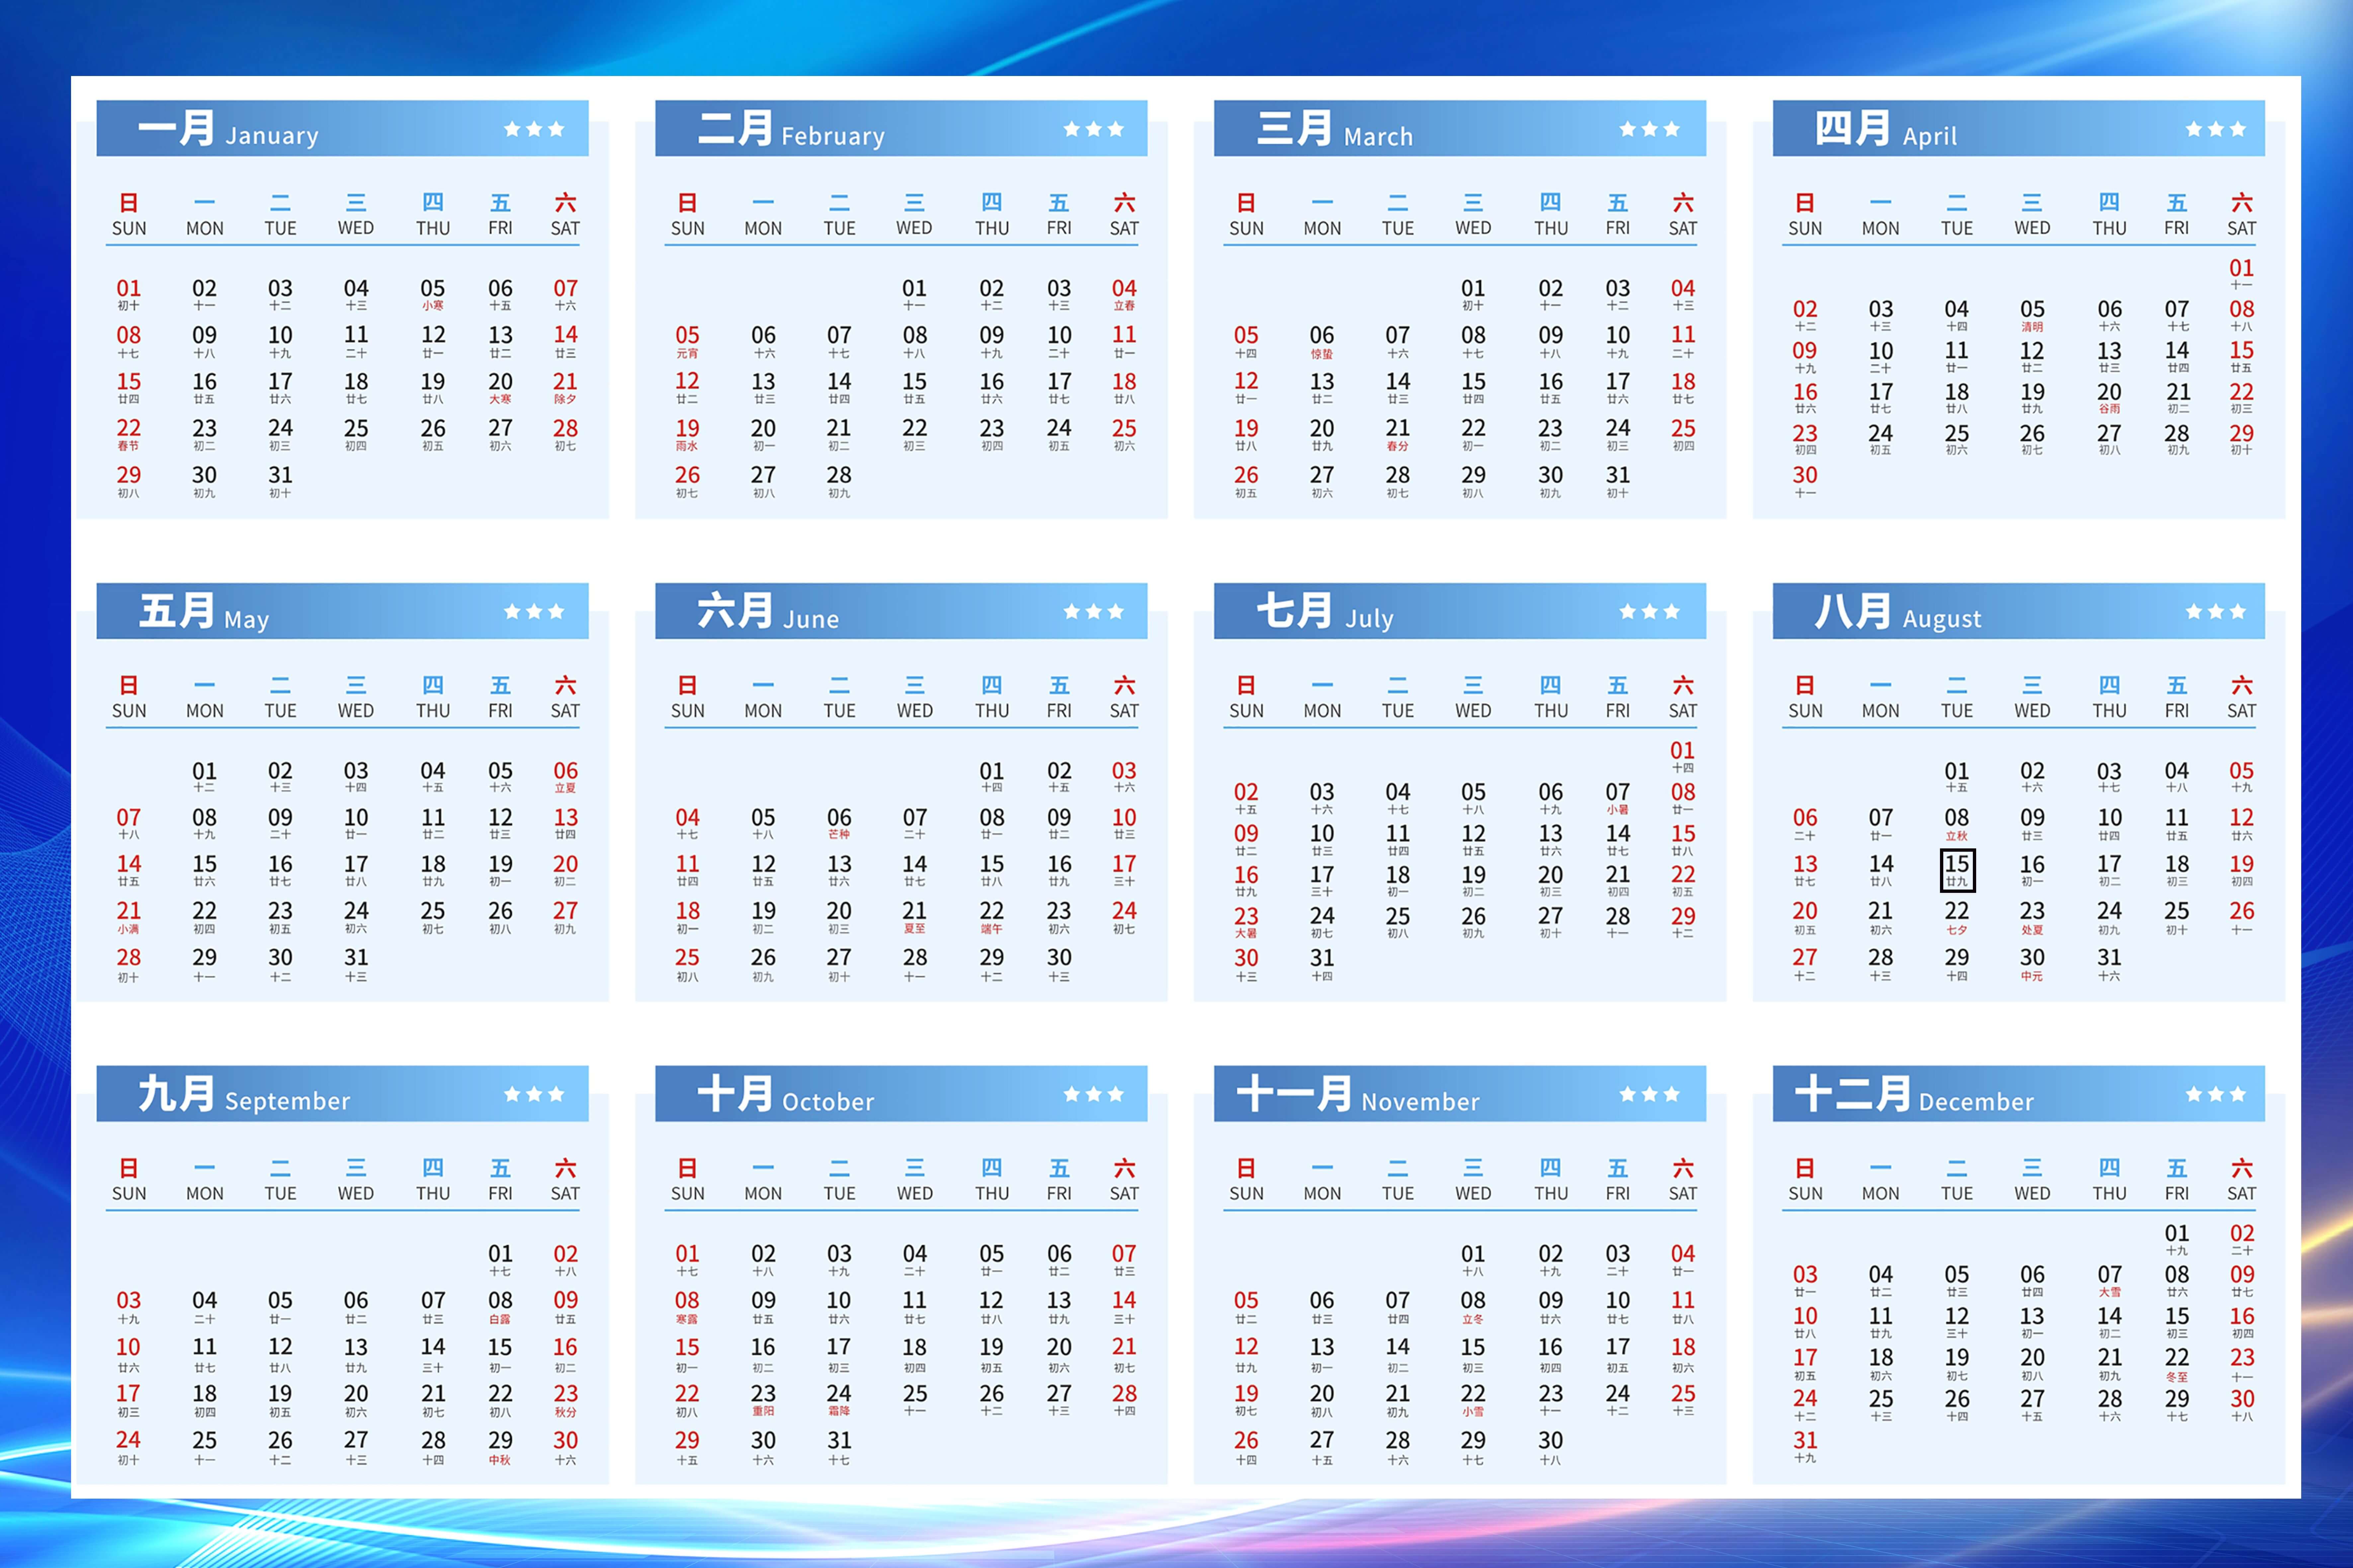 一月 January
日 一 二 三 四 五 六
SUN MON TUE WED THU FRI SAT
01 02 03 04 05 06 07
初十 十一 十二 十三 小寒 十五 十六
08 09 10 11 12 13 14
十七 十八 十九 二十 廿一 廿二 廿三
15 16 17 18 19 20 21
廿四 廿五 廿六 廿七 廿八 大寒 除夕
22 23 24 25 26 27 28
春节 初二 初三 初四 初五 初六 初七
29 30 31
初八 初九 初十
二月 February
日 一 二 三 四 五 六
SUN MON TUE WED THU FRI SAT
01 02 03 04
十一 十二 十三 立春
05 06 07 08 09 10 11
元宵 十六 十七 十八 十九 二十 廿一
12 13 14 15 16 17 18
廿二 廿三 廿四 廿五 廿六 廿七 廿八
19 20 21 22 23 24 25
雨水 初一 初二 初三 初四 初五 初六
26 27 28
初七 初八 初九
三月 March
日 一 二 三 四 五 六
SUN MON TUE WED THU FRI SAT
01 02 03 04
初十 十一 十二 十三
05 06 07 08 09 10 11
十四 惊蛰 十六 十七 十八 十九 二十
12 13 14 15 16 17 18
廿一 廿二 廿三 廿四 廿五 廿六 廿七
19 20 21 22 23 24 25
廿八 廿九 春分 初一 初二 初三 初四
26 27 28 29 30 31
初五 初六 初七 初八 初九 初十
四月 April
日 一 二 三 四 五 六
SUN MON TUE WED THU FRI SAT
01
十一
02 03 04 05 06 07 08
十二 十三 十四 清明 十六 十七 十八
09 10 11 12 13 14 15
十九 二十 廿一 廿二 廿三 廿四 廿五
16 17 18 19 20 21 22
廿六 廿七 廿八 廿九 谷雨 初二 初三
23 24 25 26 27 28 29
初四 初五 初六 初七 初八 初九 初十
30
十一
五月 May
日 一 二 三 四 五 六
SUN MON TUE WED THU FRI SAT
01 02 03 04 05 06
十二 十三 十四 十五 十六 立夏
07 08 09 10 11 12 13
十八 十九 二十 廿一 廿二 廿三 廿四
14 15 16 17 18 19 20
廿五 廿六 廿七 廿八 廿九 初一 初二
21 22 23 24 25 26 27
小满 初四 初五 初六 初七 初八 初九
28 29 30 31
初十 十一 十二 十三
六月 June
日 一 二 三 四 五 六
SUN MON TUE WED THU FRI SAT
01 02 03
十四 十五 十六
04 05 06 07 08 09 10
十七 十八 芒种 二十 廿一 廿二 廿三
11 12 13 14 15 16 17
廿四 廿五 廿六 廿七 廿八 廿九 三十
18 19 20 21 22 23 24
初一 初二 初三 夏至 端午 初六 初七
25 26 27 28 29 30
初八 初九 初十 十一 十二 十三
七月 July
日 一 二 三 四 五 六
SUN MON TUE WED THU FRI SAT
01
十四
02 03 04 05 06 07 08
十五 十六 十七 十八 十九 小暑 廿一
09 10 11 12 13 14 15
廿二 廿三 廿四 廿五 廿六 廿七 廿八
16 17 18 19 20 21 22
廿九 三十 初一 初二 初三 初四 初五
23 24 25 26 27 28 29
大暑 初七 初八 初九 初十 十一 十二
30 31
十三 十四
八月 August
日 一 二 三 四 五 六
SUN MON TUE WED THU FRI SAT
01 02 03 04 05
十五 十六 十七 十八 十九
06 07 08 09 10 11 12
二十 廿一 立秋 廿三 廿四 廿五 廿六
13 14 15 16 17 18 19
廿七 廿八 廿九 初一 初二 初三 初四
20 21 22 23 24 25 26
初五 初六 七夕 处夏 初九 初十 十一
27 28 29 30 31
十二 十三 十四 中元 十六
九月 September
日 一 二 三 四 五 六
SUN MON TUE WED THU FRI SAT
01 02
十七 十八
03 04 05 06 07 08 09
十九 二十 廿一 廿二 廿三 白露 廿五
10 11 12 13 14 15 16
廿六 廿七 廿八 廿九 三十 初一 初二
17 18 19 20 21 22 23
初三 初四 初五 初六 初七 初八 秋分
24 25 26 27 28 29 30
初十 十一 十二 十三 十四 中秋 十六
十月 October
日 一 二 三 四 五 六
SUN MON TUE WED THU FRI SAT
01 02 03 04 05 06 07
十七 十八 十九 二十 廿一 廿二 廿三
08 09 10 11 12 13 14
寒露 廿五 廿六 廿七 廿八 廿九 三十
15 16 17 18 19 20 21
初一 初二 初三 初四 初五 初六 初七
22 23 24 25 26 27 28
初八 重阳 霜降 十一 十二 十三 十四
29 30 31
十五 十六 十七
十一月 November
日 一 二 三 四 五 六
SUN MON TUE WED THU FRI SAT
01 02 03 04
十八 十九 二十 廿一
05 06 07 08 09 10 11
廿二 廿三 廿四 立冬 廿六 廿七 廿八
12 13 14 15 16 17 18
廿九 初一 初二 初三 初四 初五 初六
19 20 21 22 23 24 25
初七 初八 初九 小雪 十一 十二 十三
26 27 28 29 30
十四 十五 十六 十七 十八
十二月 December
日 一 二 三 四 五 六
SUN MON TUE WED THU FRI SAT
01 02
十九 二十
03 04 05 06 07 08 09
廿一 廿二 廿三 廿四 大雪 廿六 廿七
10 11 12 13 14 15 16
廿八 廿九 三十 初一 初二 初三 初四
17 18 19 20 21 22 23
初五 初六 初七 初八 初九 冬至 十一
24 25 26 27 28 29 30
十二 十三 十四 十五 十六 十七 十八
31
十九